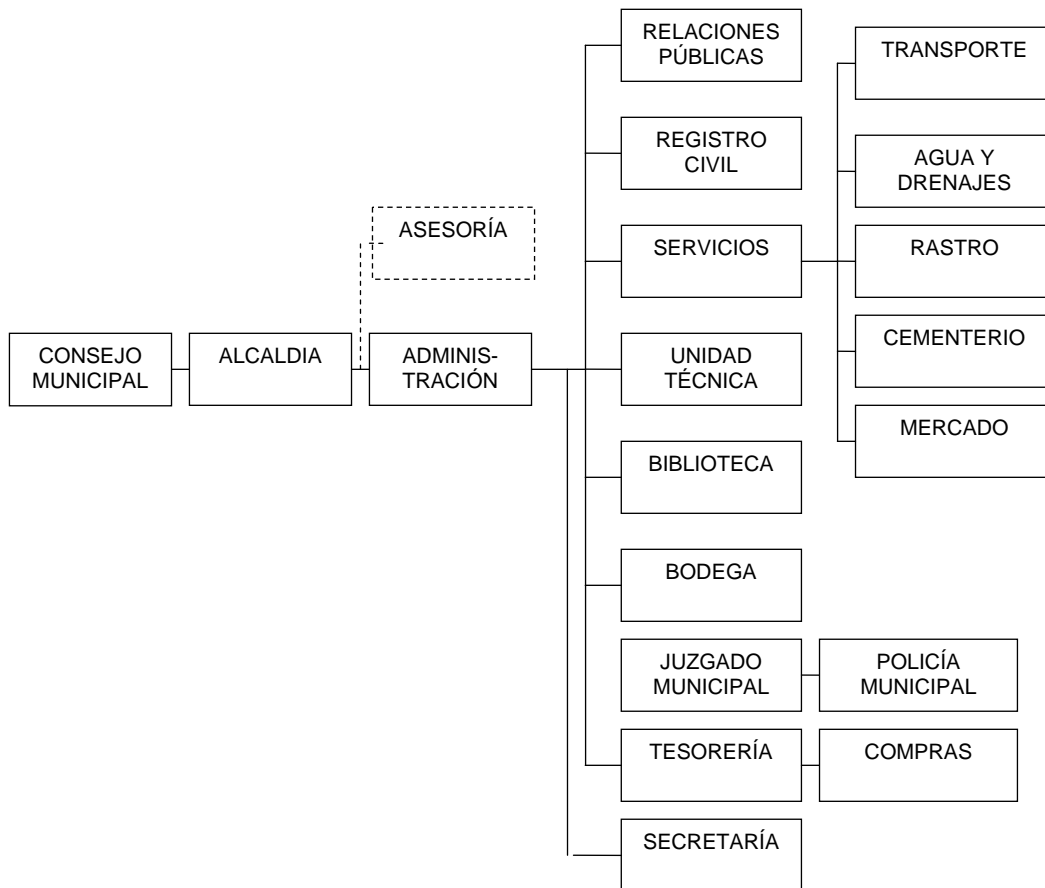 RELACIONES
PÚBLICAS
TRANSPORTE
REGISTRO
CIVIL
AGUA Y
DRENAJES
ASESORÍA
SERVICIOS
RASTRO
CONSEJO
MUNICIPAL
ALCALDIA
ADMINIS-
TRACIÓN
UNIDAD
TÉCNICA
CEMENTERIO
MERCADO
BIBLIOTECA
BODEGA
JUZGADO
MUNICIPAL
POLICÍA
MUNICIPAL
TESORERÍA
COMPRAS
SECRETARÍA